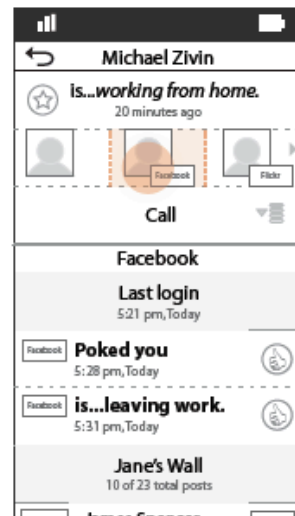 Michael Zivin
is...working from home.
20 minutes ago
Facebook
Flickr
Call
Facebook
Last login
5:21 pm, Today
Facebook
Poked you
5:28 pm, Today
Facebook
is...leaving work.
5:31 pm, Today
Jane's Wall
10 of 23 total posts